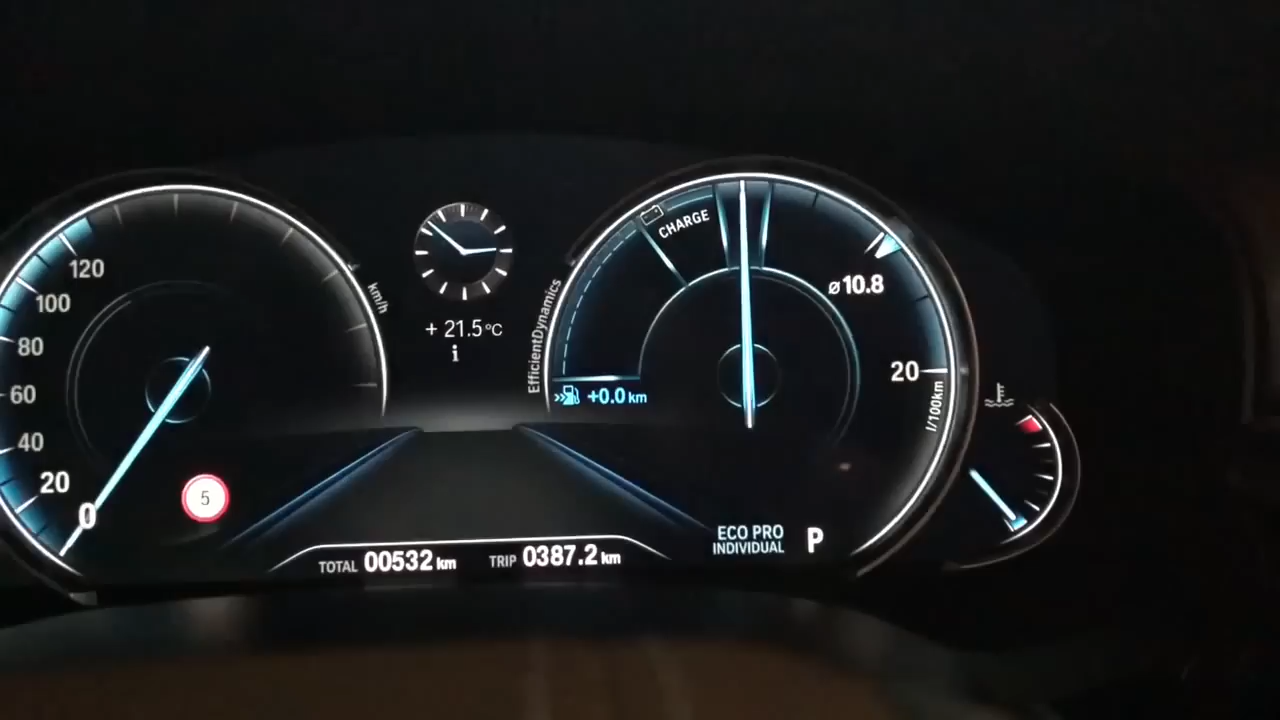 120
100
80
60
40
20
0
km/h
5
+ 21.5°C
i
EfficientDynamics
CHARGE
⌀10.8
20
l/100km
+0.0 km
TOTAL 00532 km
TRIP 0387.2 km
ECO PRO
INDIVIDUAL
P